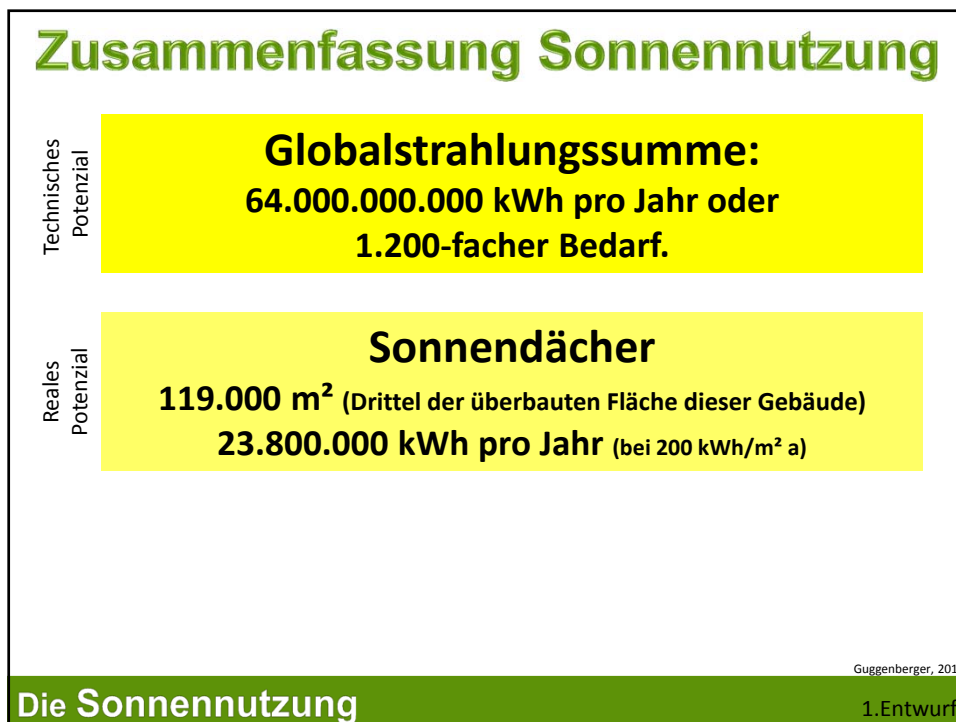 Zusammenfassung Sonnennutzung
Technisches
Potenzial
Globalstrahlungssumme:
64.000.000.000 kWh pro Jahr oder
1.200-facher Bedarf.
Reales
Potenzial
Sonnendächer
119.000 m² (Drittel der überbauten Fläche dieser Gebäude)
23.800.000 kWh pro Jahr (bei 200 kWh/m² a)
Guggenberger, 201
Die Sonnennutzung
1.Entwurf